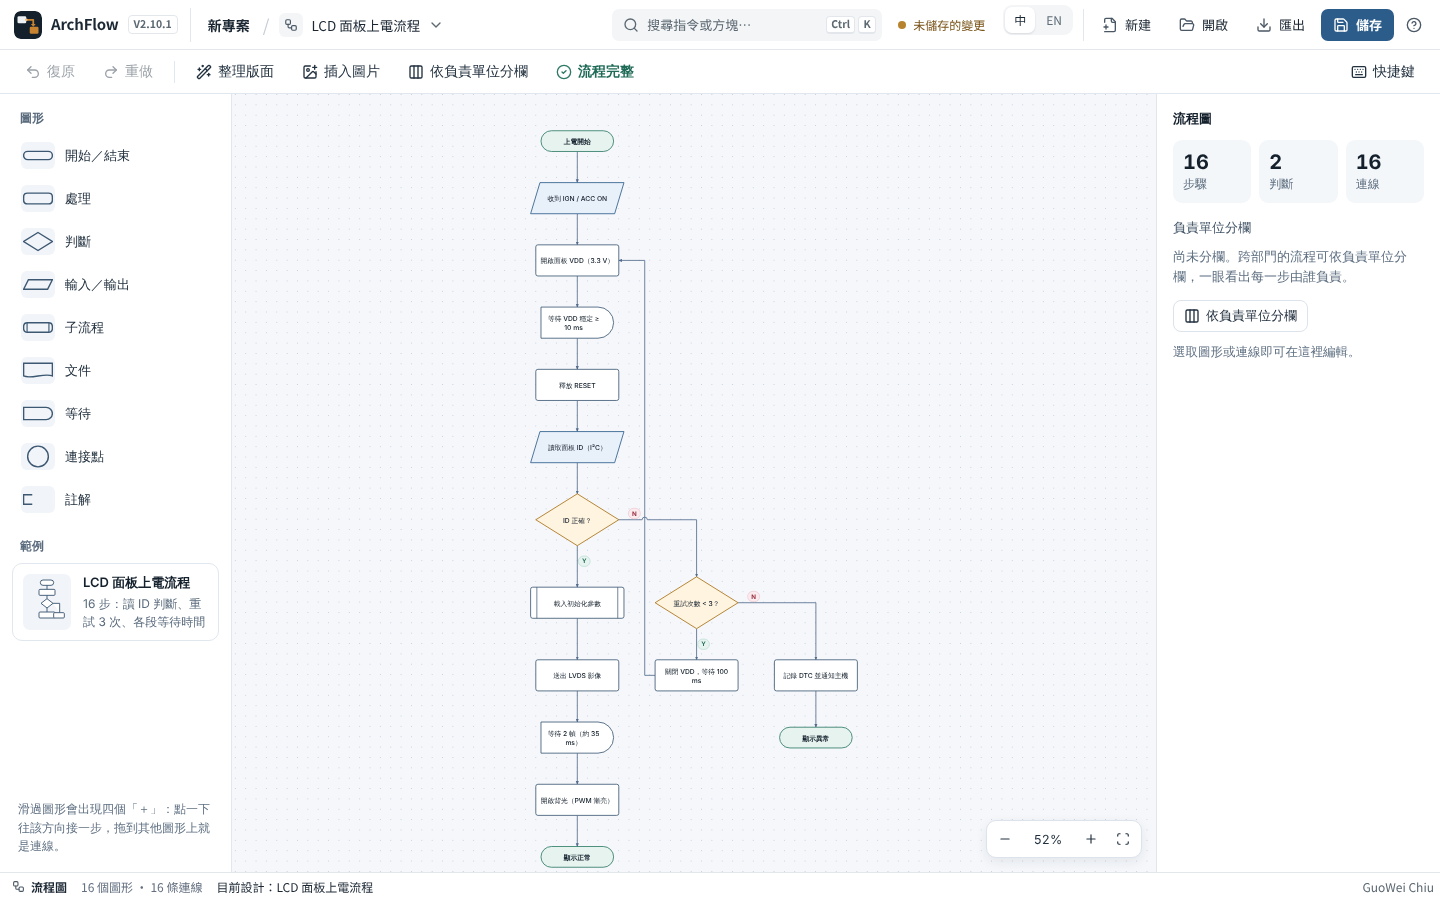 ArchFlow V2.10.1 新專案 / LCD 面板上電流程 搜尋指令或方塊… Ctrl K 未儲存的變更 中 EN 新建 開啟 匯出 儲存
復原 重做 整理版面 插入圖片 依負責單位分欄 流程完整 快捷鍵
圖形
開始／結束
處理
判斷
輸入／輸出
子流程
文件
等待
連接點
註解
範例
LCD 面板上電流程
16 步：讀 ID 判斷、重
試 3 次、各段等待時間
滑過圖形會出現四個「＋」：點一下
往該方向接一步，拖到其他圖形上就
是連線。
上電開始
收到 IGN / ACC ON
開啟面板 VDD（3.3 V）
等待 VDD 穩定 ≥
10 ms
釋放 RESET
讀取面板 ID（I²C）
ID 正確？
N
Y
載入初始化參數
重試次數 < 3？
N
Y
送出 LVDS 影像
關閉 VDD，等待 100
ms
記錄 DTC 並通知主機
等待 2 幀（約 35
ms）
顯示異常
開啟背光（PWM 漸亮）
顯示正常
52%
流程圖
16 2 16
步驟 判斷 連線
負責單位分欄
尚未分欄。跨部門的流程可依負責單位分
欄，一眼看出每一步由誰負責。
依負責單位分欄
選取圖形或連線即可在這裡編輯。
流程圖 16 個圖形 · 16 條連線 目前設計：LCD 面板上電流程 GuoWei Chiu